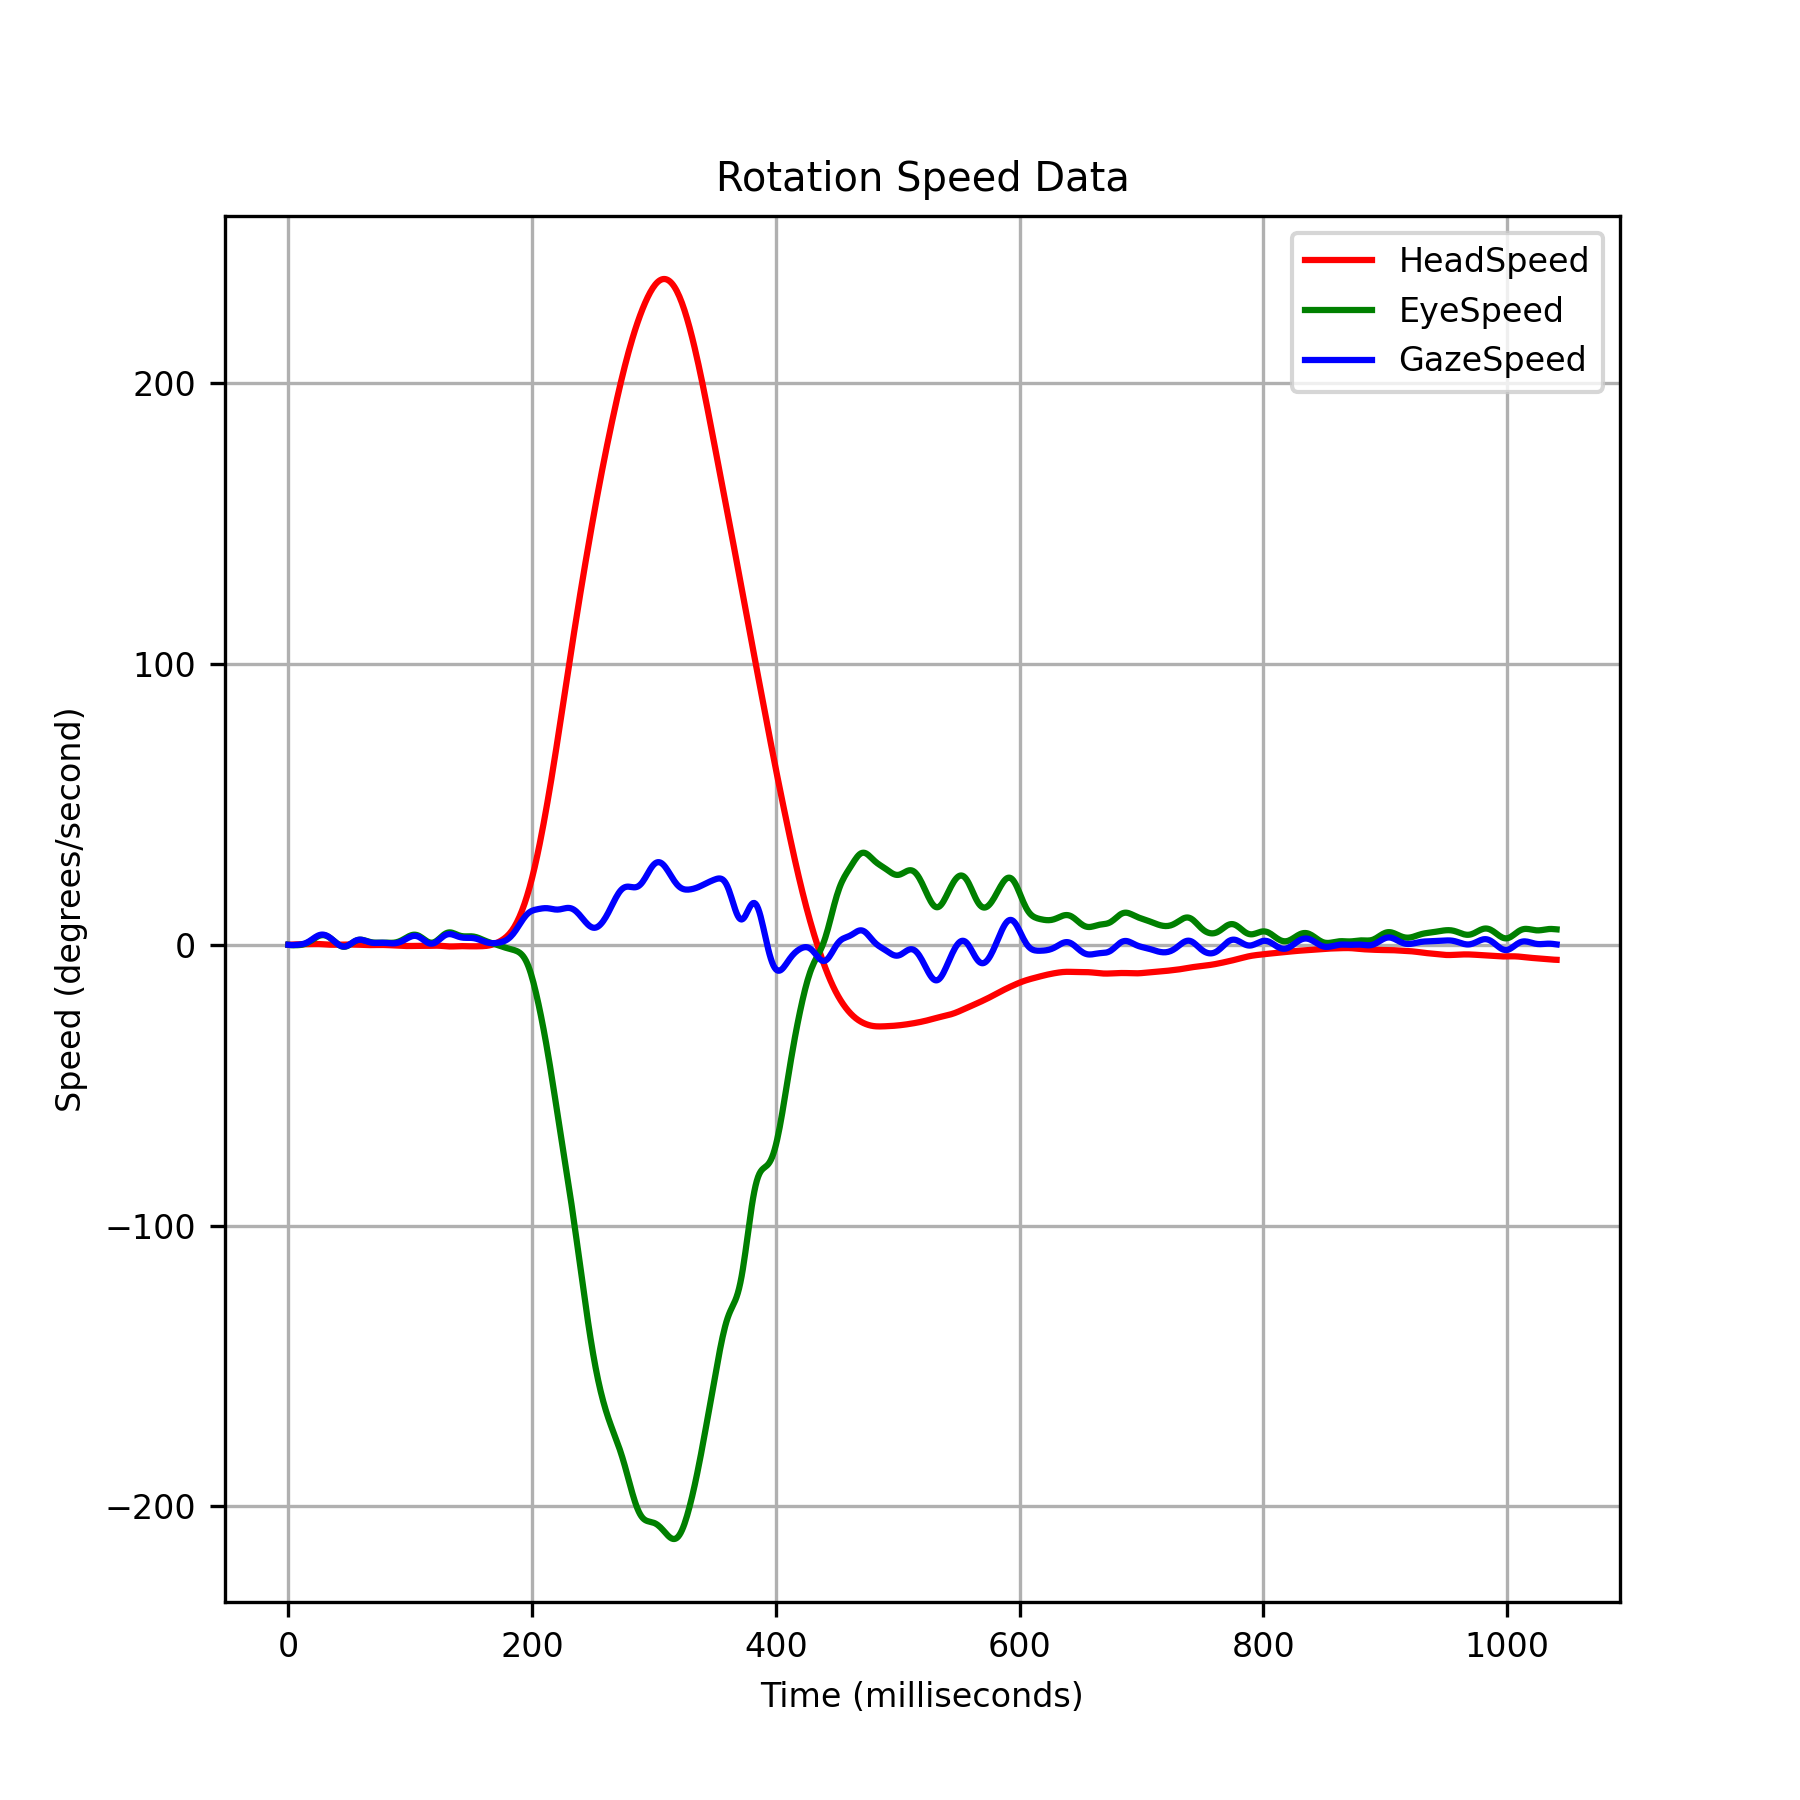 Rotation Speed Data
HeadSpeed
EyeSpeed
GazeSpeed
200
100
0
−100
−200
Speed (degrees/second)
0 200 400 600 800 1000
Time (milliseconds)